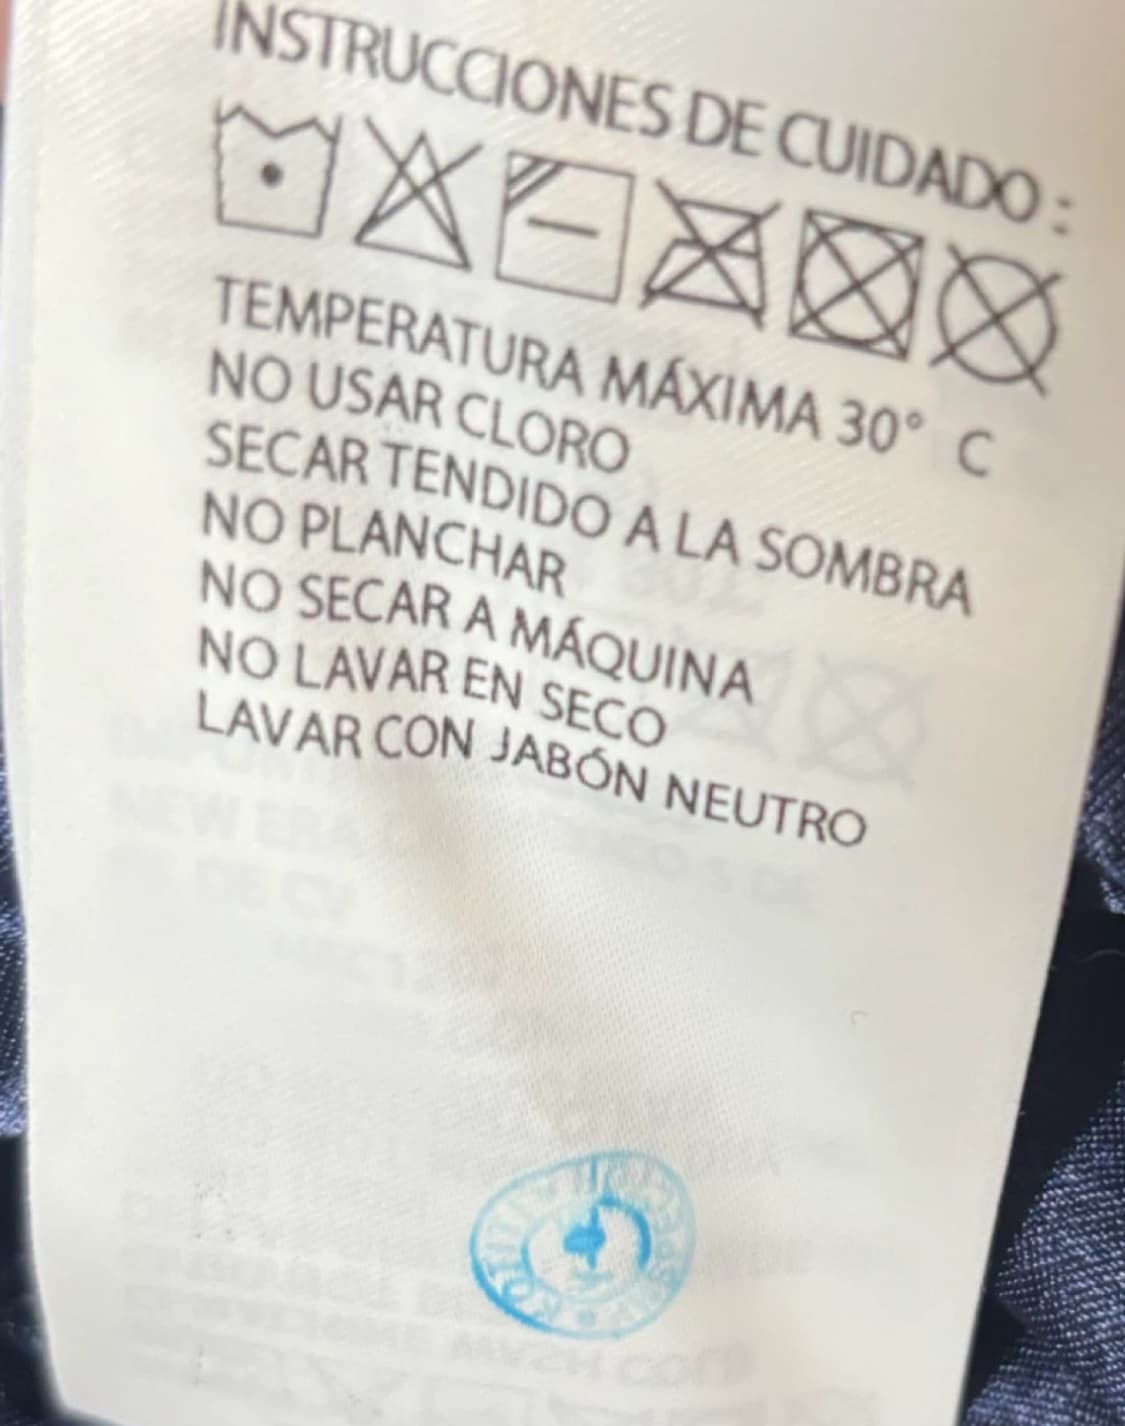 INSTRUCCIONES DE CUIDADO :
TEMPERATURA MÁXIMA 30° C
NO USAR CLORO
SECAR TENDIDO A LA SOMBRA
NO PLANCHAR
NO SECAR A MÁQUINA
NO LAVAR EN SECO
LAVAR CON JABÓN NEUTRO